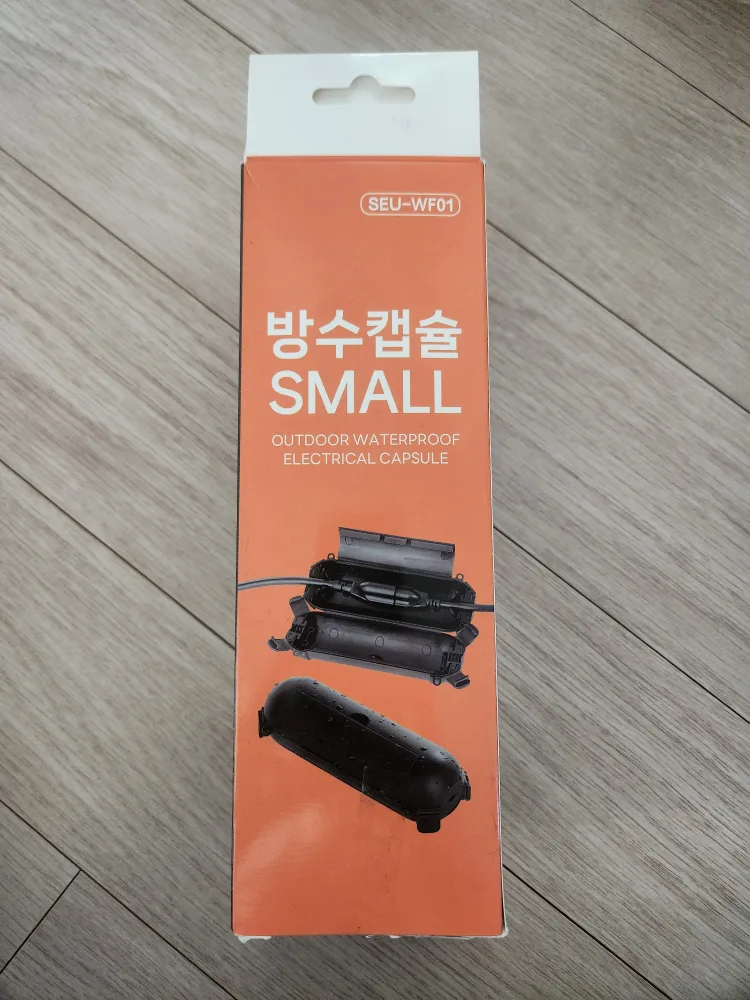 SEU-WF01
방수캡슐
SMALL
OUTDOOR WATERPROOF
ELECTRICAL CAPSULE